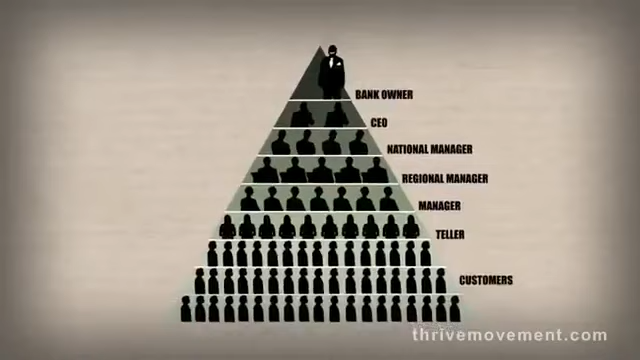 BANK OWNER
CEO
NATIONAL MANAGER
REGIONAL MANAGER
MANAGER
TELLER
CUSTOMERS
thrivemovement.com